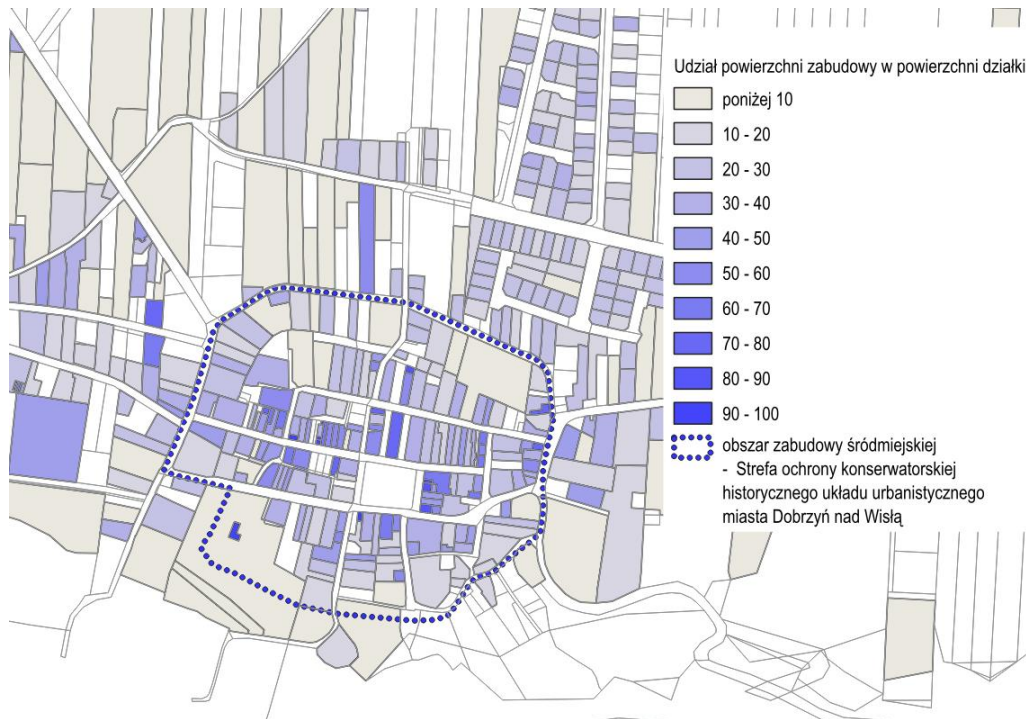 Udział powierzchni zabudowy w powierzchni działki
poniżej 10
10 - 20
20 - 30
30 - 40
40 - 50
50 - 60
60 - 70
70 - 80
80 - 90
90 - 100
obszar zabudowy śródmiejskiej
- Strefa ochrony konserwatorskiej
historycznego układu urbanistycznego
miasta Dobrzyń nad Wisłą